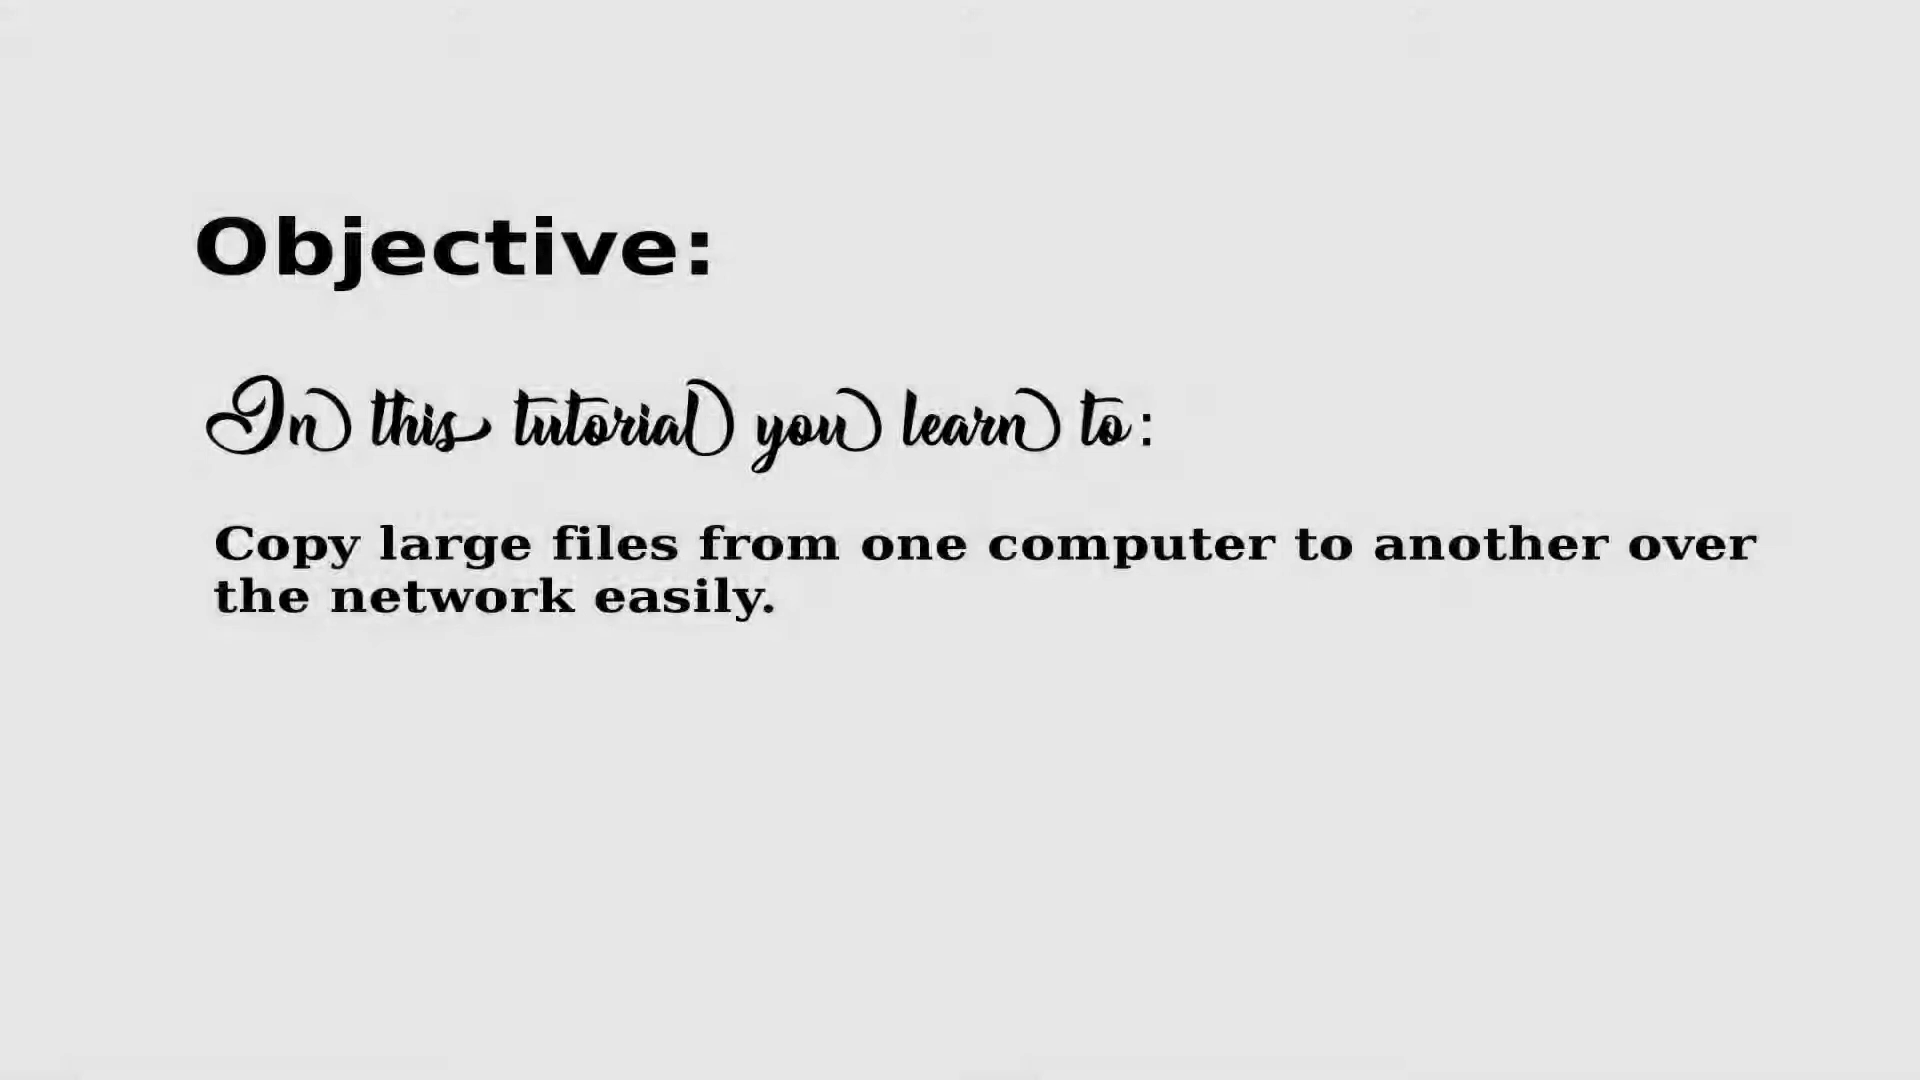 Objective:
In this tutorial you learn to:
Copy large files from one computer to another over
the network easily.